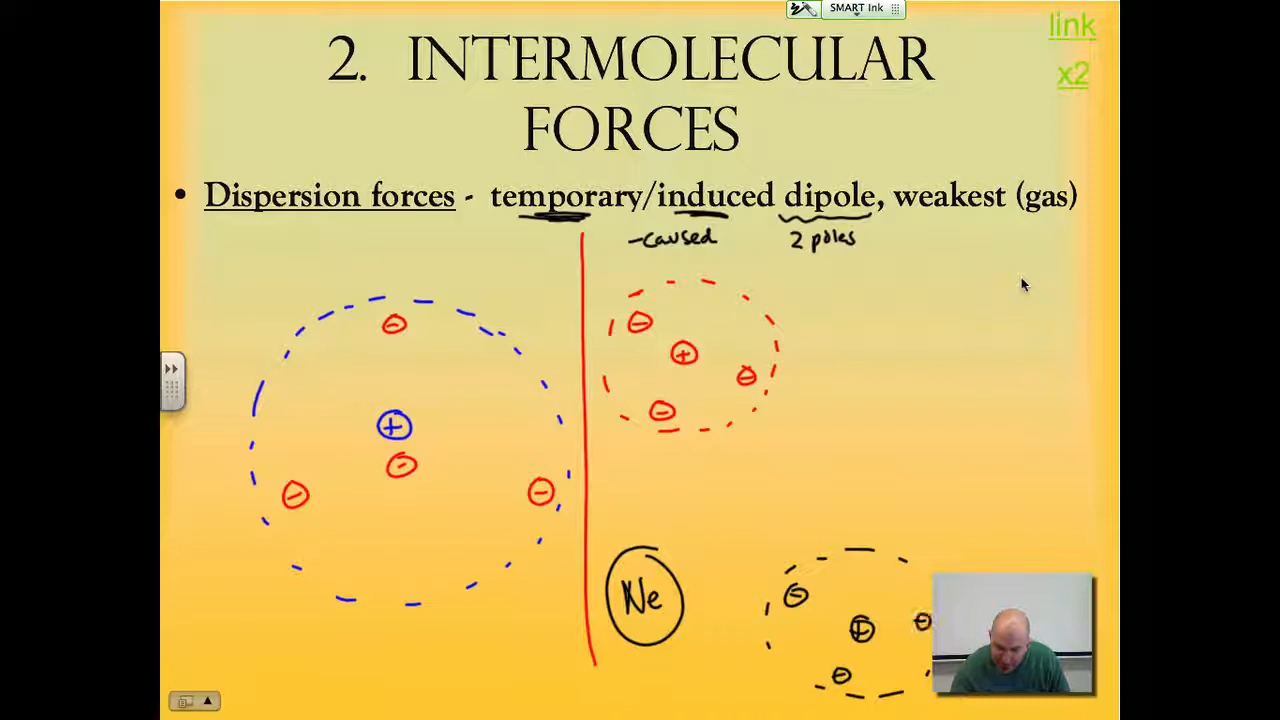 SMART Ink
link
x2
2. INTERMOLECULAR
FORCES
• Dispersion forces - temporary/induced dipole, weakest (gas)
-caused
2 poles
Ne